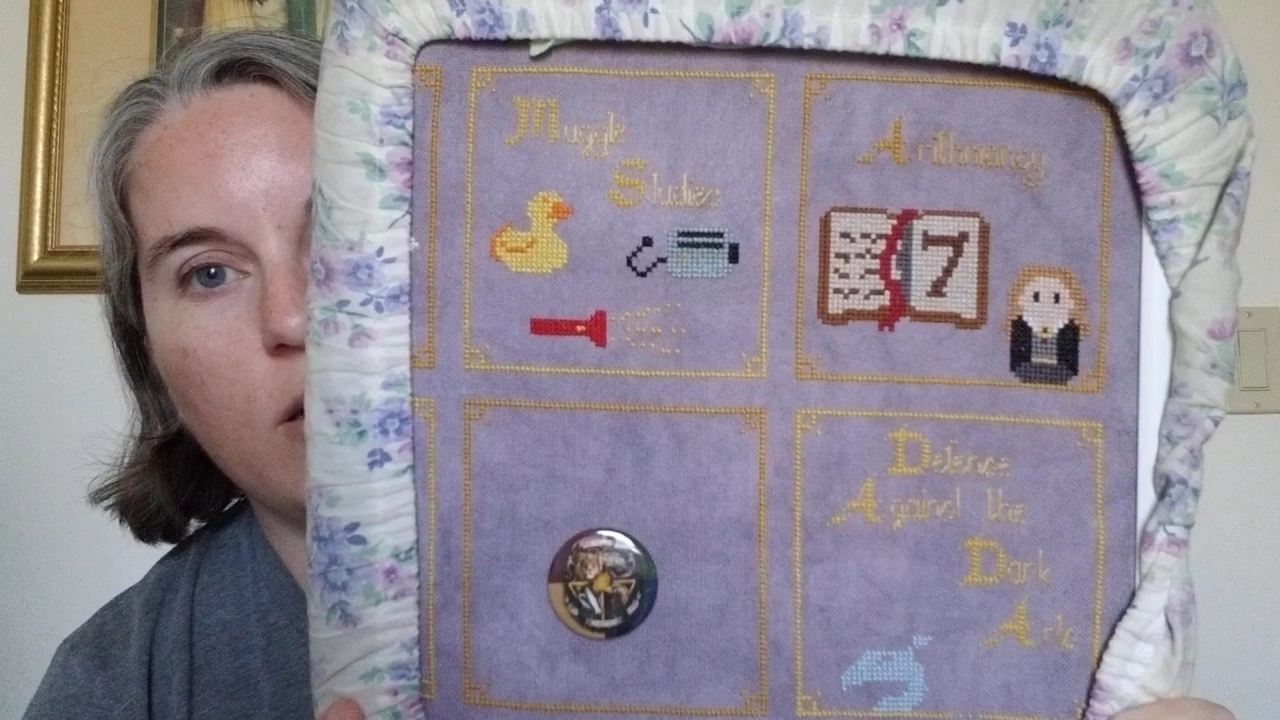 Muggle
Studies
Arithmancy
7
Defence
Against the
Dark
Arts